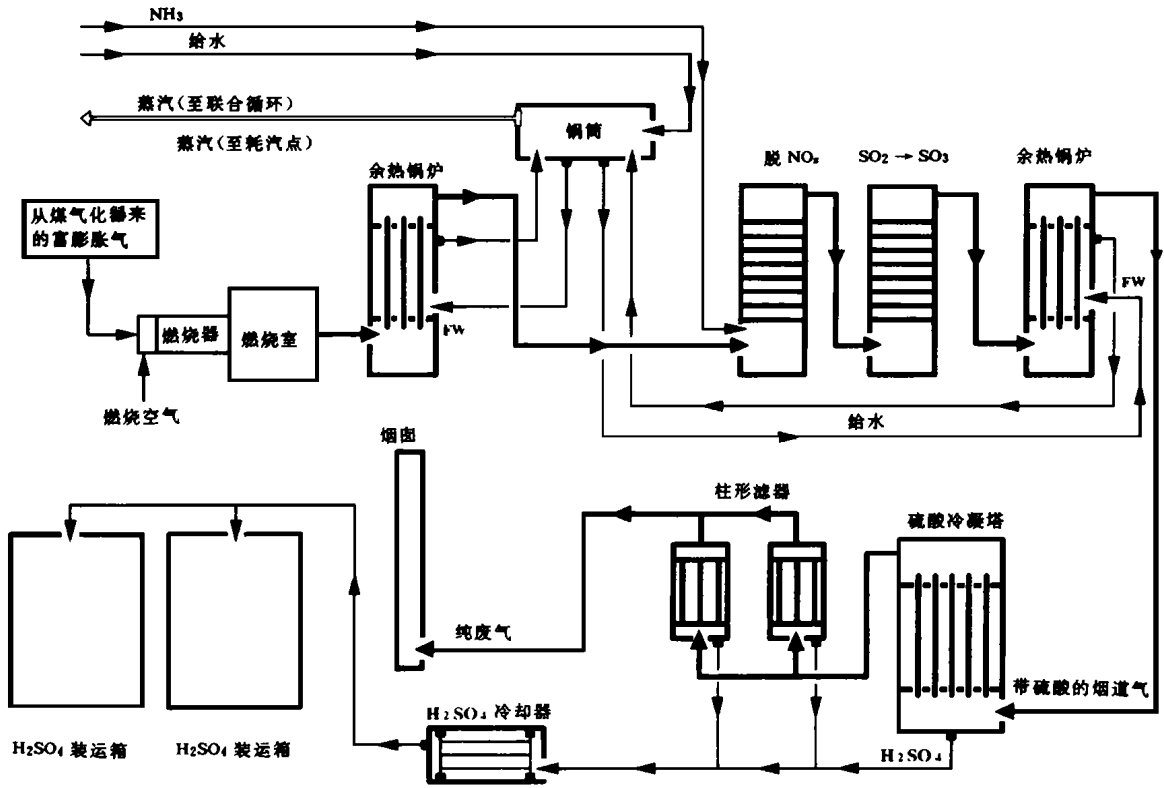 NH₃
给水
蒸汽(至联合循环)
锅筒
蒸汽(至耗汽点)
余热锅炉
脱 NOₓ
SO₂ → SO₃
余热锅炉
从煤气化器来
的富膨胀气
FW
燃烧器
燃烧室
FW
燃烧空气
给水
烟囱
柱形滤器
硫酸冷凝塔
纯废气
带硫酸的烟道气
H₂SO₄ 冷却器
H₂SO₄ 装运箱
H₂SO₄ 装运箱
H₂SO₄